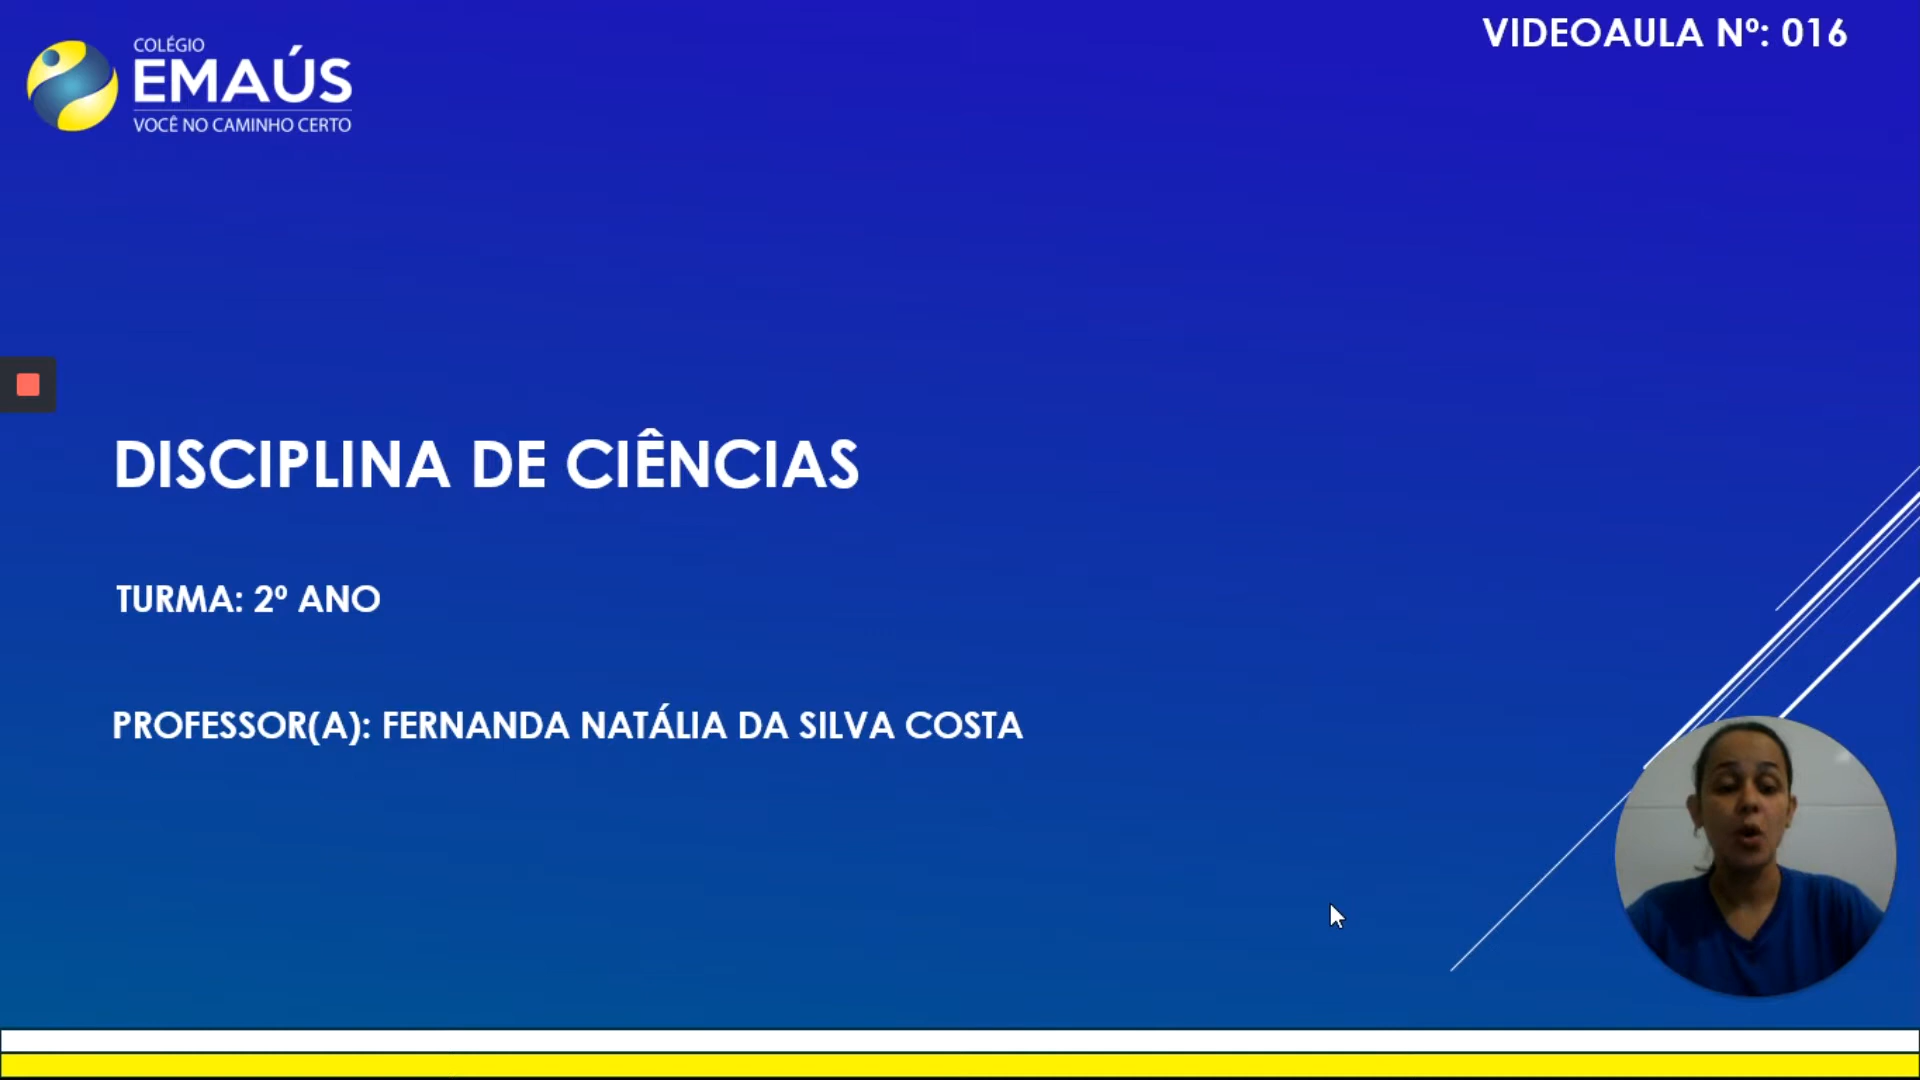 COLÉGIO
EMAÚS
VOCÊ NO CAMINHO CERTO
VIDEOAULA Nº: 016
DISCIPLINA DE CIÊNCIAS
TURMA: 2º ANO
PROFESSOR(A): FERNANDA NATÁLIA DA SILVA COSTA